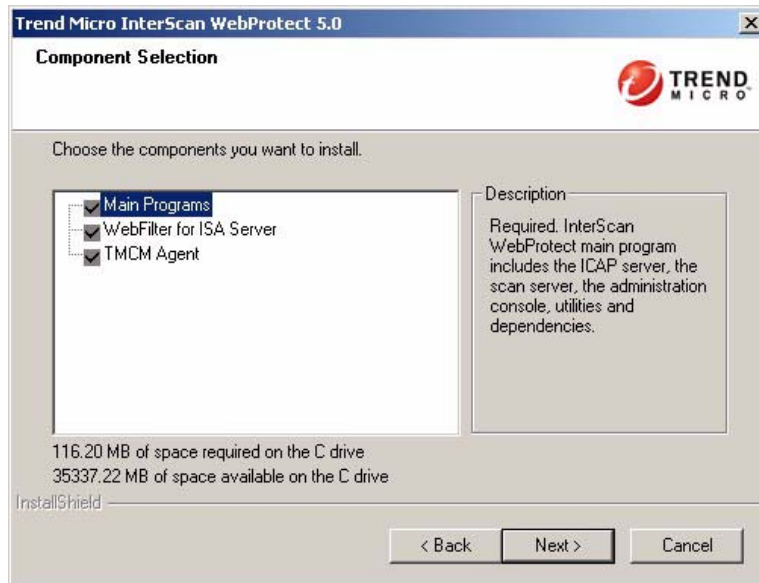 Trend Micro InterScan WebProtect 5.0
Component Selection
TREND
MICRO
Choose the components you want to install.
Main Programs
WebFilter for ISA Server
TMCM Agent
Description
Required. InterScan
WebProtect main program
includes the ICAP server, the
scan server, the administration
console, utilities and
dependencies.
116.20 MB of space required on the C drive
35337.22 MB of space available on the C drive
InstallShield
< Back
Next >
Cancel